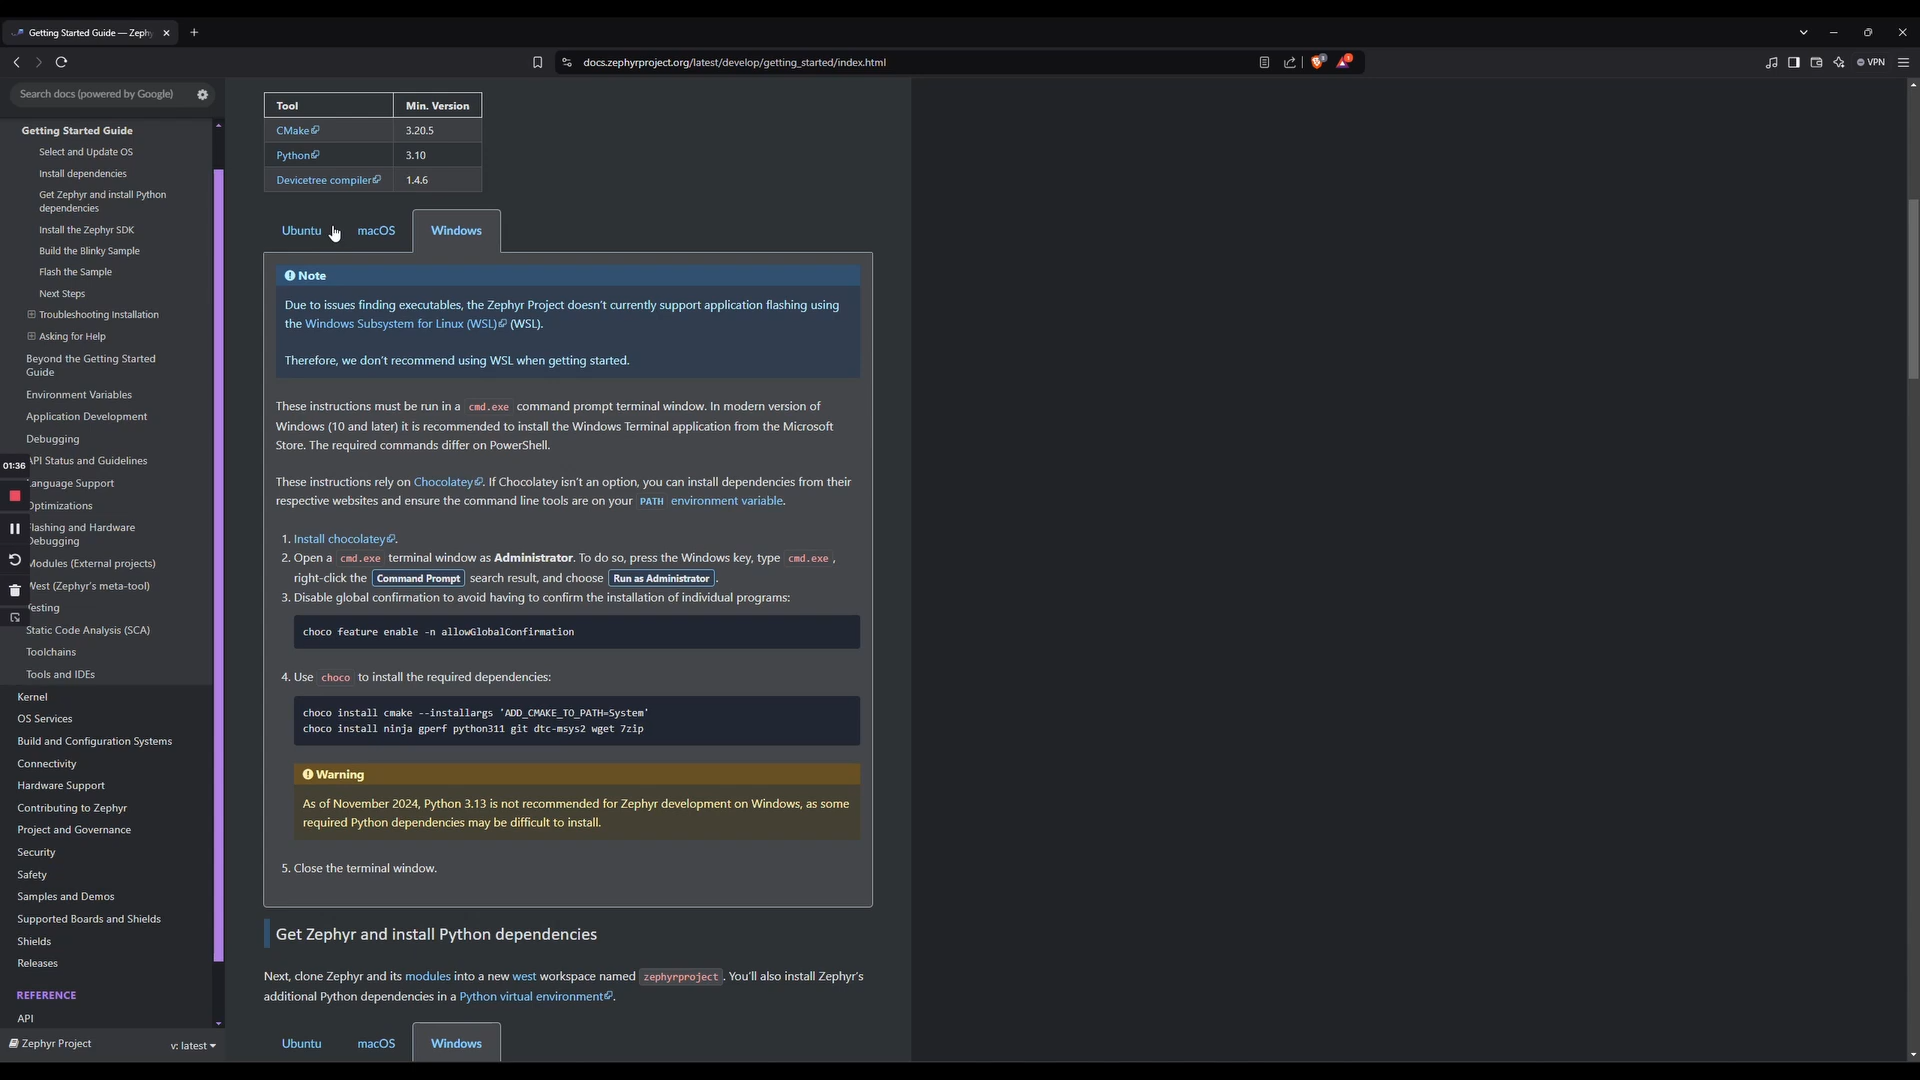 Getting Started Guide — Zeph
docs.zephyrproject.org/latest/develop/getting_started/index.html
VPN
Search docs (powered by Google)
Getting Started Guide
Select and Update OS
Install dependencies
Get Zephyr and install Python
dependencies
Install the Zephyr SDK
Build the Blinky Sample
Flash the Sample
Next Steps
Troubleshooting Installation
Asking for Help
Beyond the Getting Started
Guide
Environment Variables
Application Development
Debugging
API Status and Guidelines
Language Support
Optimizations
Flashing and Hardware
Debugging
Modules (External projects)
West (Zephyr's meta-tool)
Testing
Static Code Analysis (SCA)
Toolchains
Tools and IDEs
Kernel
OS Services
Build and Configuration Systems
Connectivity
Hardware Support
Contributing to Zephyr
Project and Governance
Security
Safety
Samples and Demos
Supported Boards and Shields
Shields
Releases
REFERENCE
API
Zephyr Project
v: latest
01:36
Tool Min. Version
CMake 3.20.5
Python 3.10
Devicetree compiler 1.4.6
Ubuntu macOS Windows
Note
Due to issues finding executables, the Zephyr Project doesn't currently support application flashing using
the Windows Subsystem for Linux (WSL) (WSL).
Therefore, we don't recommend using WSL when getting started.
These instructions must be run in a cmd.exe command prompt terminal window. In modern version of
Windows (10 and later) it is recommended to install the Windows Terminal application from the Microsoft
Store. The required commands differ on PowerShell.
These instructions rely on Chocolatey. If Chocolatey isn't an option, you can install dependencies from their
respective websites and ensure the command line tools are on your PATH environment variable.
1. Install chocolatey.
2. Open a cmd.exe terminal window as Administrator. To do so, press the Windows key, type cmd.exe,
right-click the Command Prompt search result, and choose Run as Administrator.
3. Disable global confirmation to avoid having to confirm the installation of individual programs:
choco feature enable -n allowGlobalConfirmation
4. Use choco to install the required dependencies:
choco install cmake --installargs 'ADD_CMAKE_TO_PATH=System'
choco install ninja gperf python311 git dtc-msys2 wget 7zip
Warning
As of November 2024, Python 3.13 is not recommended for Zephyr development on Windows, as some
required Python dependencies may be difficult to install.
5. Close the terminal window.
Get Zephyr and install Python dependencies
Next, clone Zephyr and its modules into a new west workspace named zephyrproject. You'll also install Zephyr's
additional Python dependencies in a Python virtual environment.
Ubuntu macOS Windows